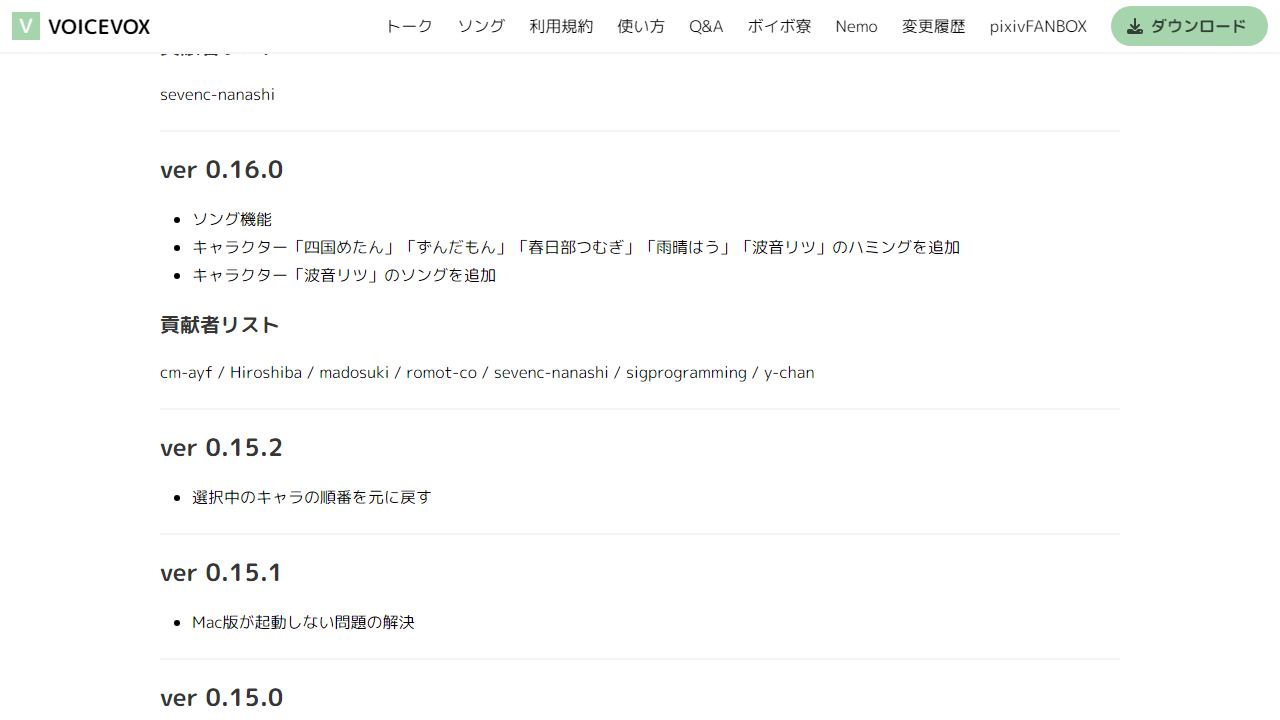 VOICEVOX
トーク ソング 利用規約 使い方 Q&A ボイボ寮 Nemo 変更履歴 pixivFANBOX ダウンロード
貢献者リスト
sevenc-nanashi
ver 0.16.0
ソング機能
キャラクター「四国めたん」「ずんだもん」「春日部つむぎ」「雨晴はう」「波音リツ」のハミングを追加
キャラクター「波音リツ」のソングを追加
貢献者リスト
cm-ayf / Hiroshiba / madosuki / romot-co / sevenc-nanashi / sigprogramming / y-chan
ver 0.15.2
選択中のキャラの順番を元に戻す
ver 0.15.1
Mac版が起動しない問題の解決
ver 0.15.0